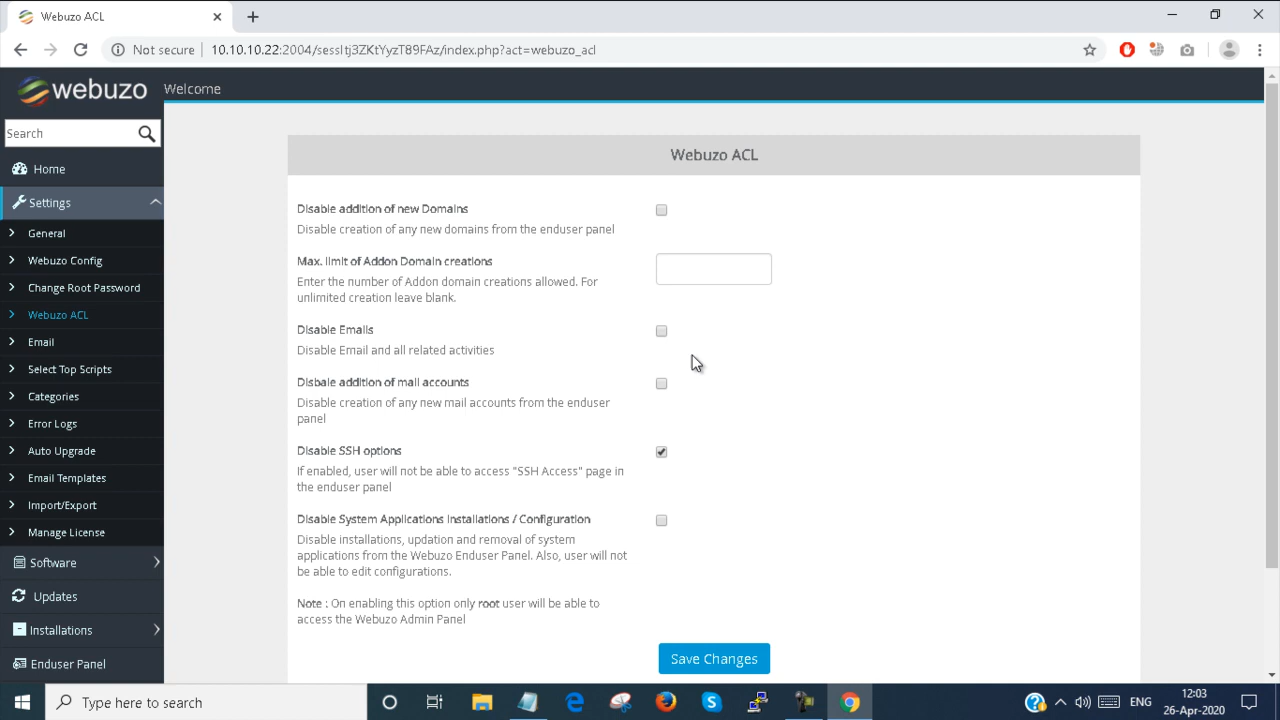 Webuzo ACL
Not secure
10.10.10.22:2004/sessItj3ZKtYyzT89FAz/index.php?act=webuzo_acl
webuzo
Welcome
Search
Home
Settings
General
Webuzo Config
Change Root Password
Webuzo ACL
Email
Select Top Scripts
Categories
Error Logs
Auto Upgrade
Email Templates
Import/Export
Manage License
Software
Updates
Installations
Enduser Panel
Webuzo ACL
Disable addition of new Domains
Disable creation of any new domains from the enduser panel
Max. limit of Addon Domain creations
Enter the number of Addon domain creations allowed. For
unlimited creation leave blank.
Disable Emails
Disable Email and all related activities
Disbale addition of mail accounts
Disable creation of any new mail accounts from the enduser
panel
Disable SSH options
If enabled, user will not be able to access "SSH Access" page in
the enduser panel
Disable System Applications Installations / Configuration
Disable installations, updation and removal of system
applications from the Webuzo Enduser Panel. Also, user will not
be able to edit configurations.
Note : On enabling this option only root user will be able to
access the Webuzo Admin Panel
Save Changes
Type here to search
ENG
12:03
26-Apr-2020